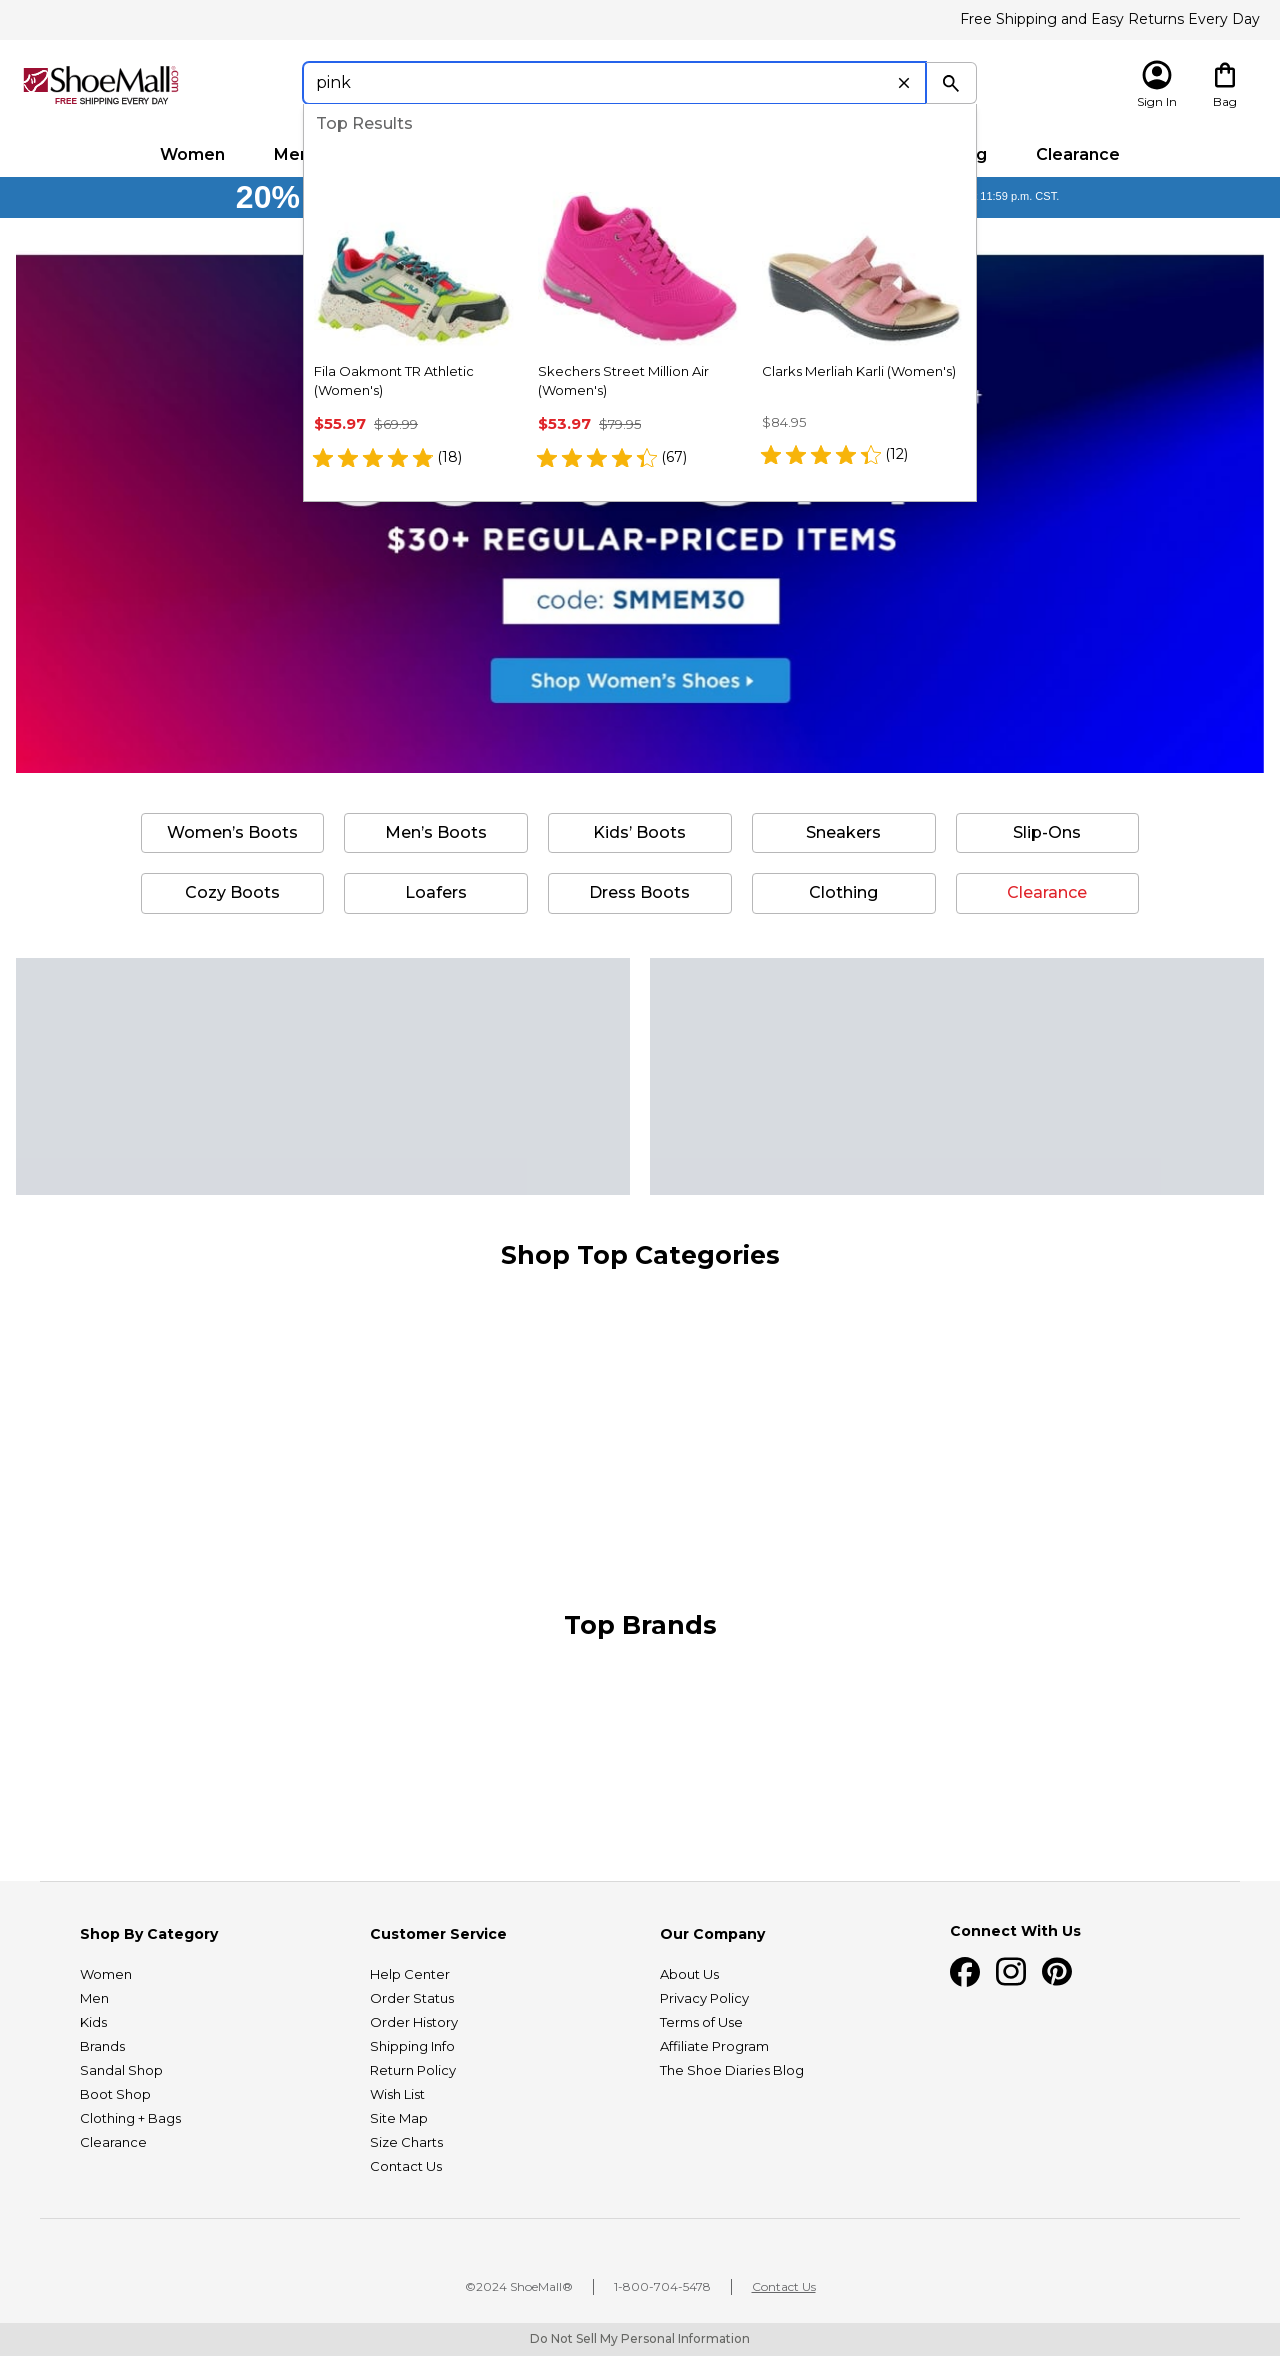 Free Shipping and Easy Returns Every Day
ShoeMall.com
FREE SHIPPING EVERY DAY
pink
Sign In
Bag
Top Results
Women
Clearance
20%
11:59 p.m. CST.
Fila Oakmont TR Athletic (Women's)
$55.97 $69.99
(18)
Skechers Street Million Air (Women's)
$53.97 $79.95
(67)
Clarks Merliah Karli (Women's)
$84.95
(12)
$30+ REGULAR-PRICED ITEMS
code: SMMEM30
Shop Women's Shoes
Women’s Boots
Men’s Boots
Kids’ Boots
Sneakers
Slip-Ons
Cozy Boots
Loafers
Dress Boots
Clothing
Clearance
Shop Top Categories
Top Brands
Shop By Category
Women
Men
Kids
Brands
Sandal Shop
Boot Shop
Clothing + Bags
Clearance
Customer Service
Help Center
Order Status
Order History
Shipping Info
Return Policy
Wish List
Site Map
Size Charts
Contact Us
Our Company
About Us
Privacy Policy
Terms of Use
Affiliate Program
The Shoe Diaries Blog
Connect With Us
©2024 ShoeMall®
1-800-704-5478
Contact Us
Do Not Sell My Personal Information